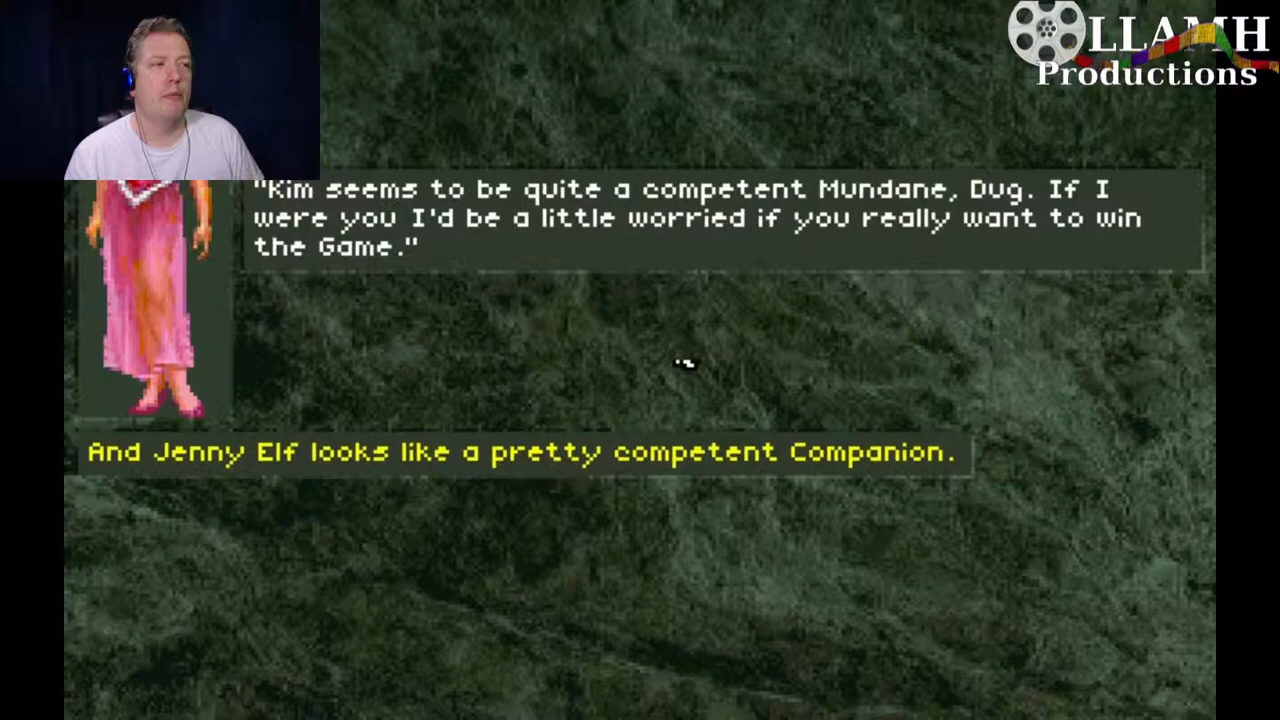 LLAMH
Productions
"Kim seems to be quite a competent Mundane, Dug. If I
were you I'd be a little worried if you really want to win
the Game."
And Jenny Elf looks like a pretty competent Companion.